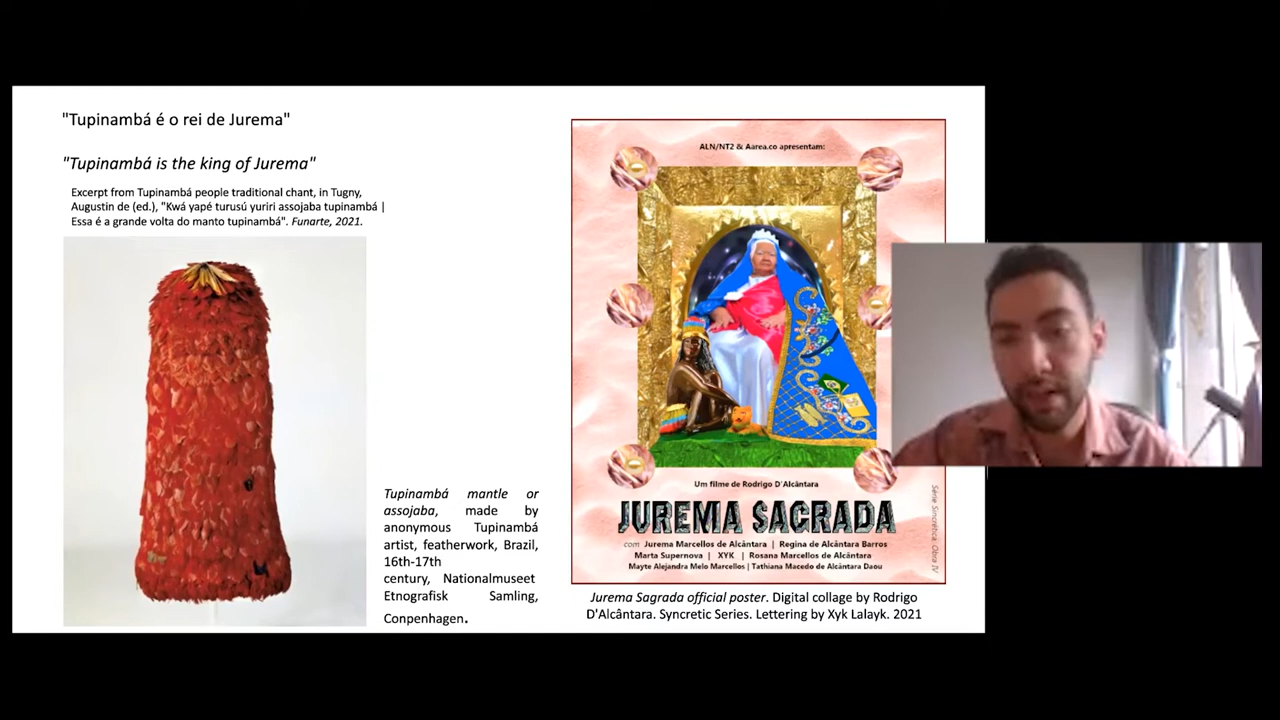 "Tupinambá é o rei de Jurema"
"Tupinambá is the king of Jurema"
Excerpt from Tupinambá people traditional chant, in Tugny,
Augustin de (ed.), "Kwá yapé turusú yuriri assojaba tupinambá |
Essa é a grande volta do manto tupinambá". Funarte, 2021.
Tupinambá mantle or
assojaba, made by
anonymous Tupinambá
artist, featherwork, Brazil,
16th-17th
century, Nationalmuseet
Etnografisk Samling,
Conpenhagen.
ALN/NT2 & Aarea.co apresentam:
Um filme de Rodrigo D'Alcântara
JUREMA SAGRADA
com Jurema Marcellos de Alcântara | Regina de Alcântara Barros
Marta Supernova | XYK | Rosana Marcellos de Alcântara
Mayte Alejandra Melo Marcellos | Tathiana Macedo de Alcântara Daou
Série Sincrética: Obra IV
Jurema Sagrada official poster. Digital collage by Rodrigo
D'Alcântara. Syncretic Series. Lettering by Xyk Lalayk. 2021